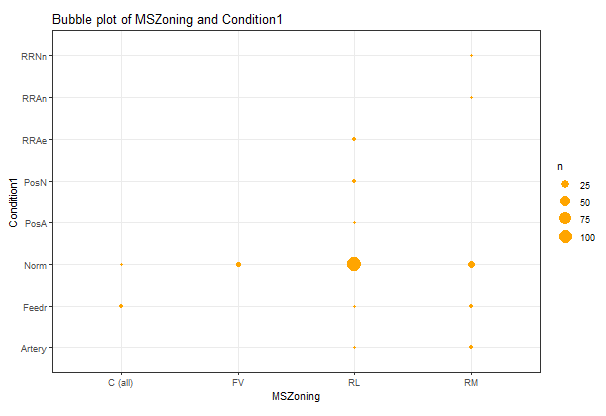 Bubble plot of MSZoning and Condition1
RRNn
RRAn
RRAe
PosN
PosA
Norm
Feedr
Artery
Condition1
C (all)
FV
RL
RM
MSZoning
n
25
50
75
100